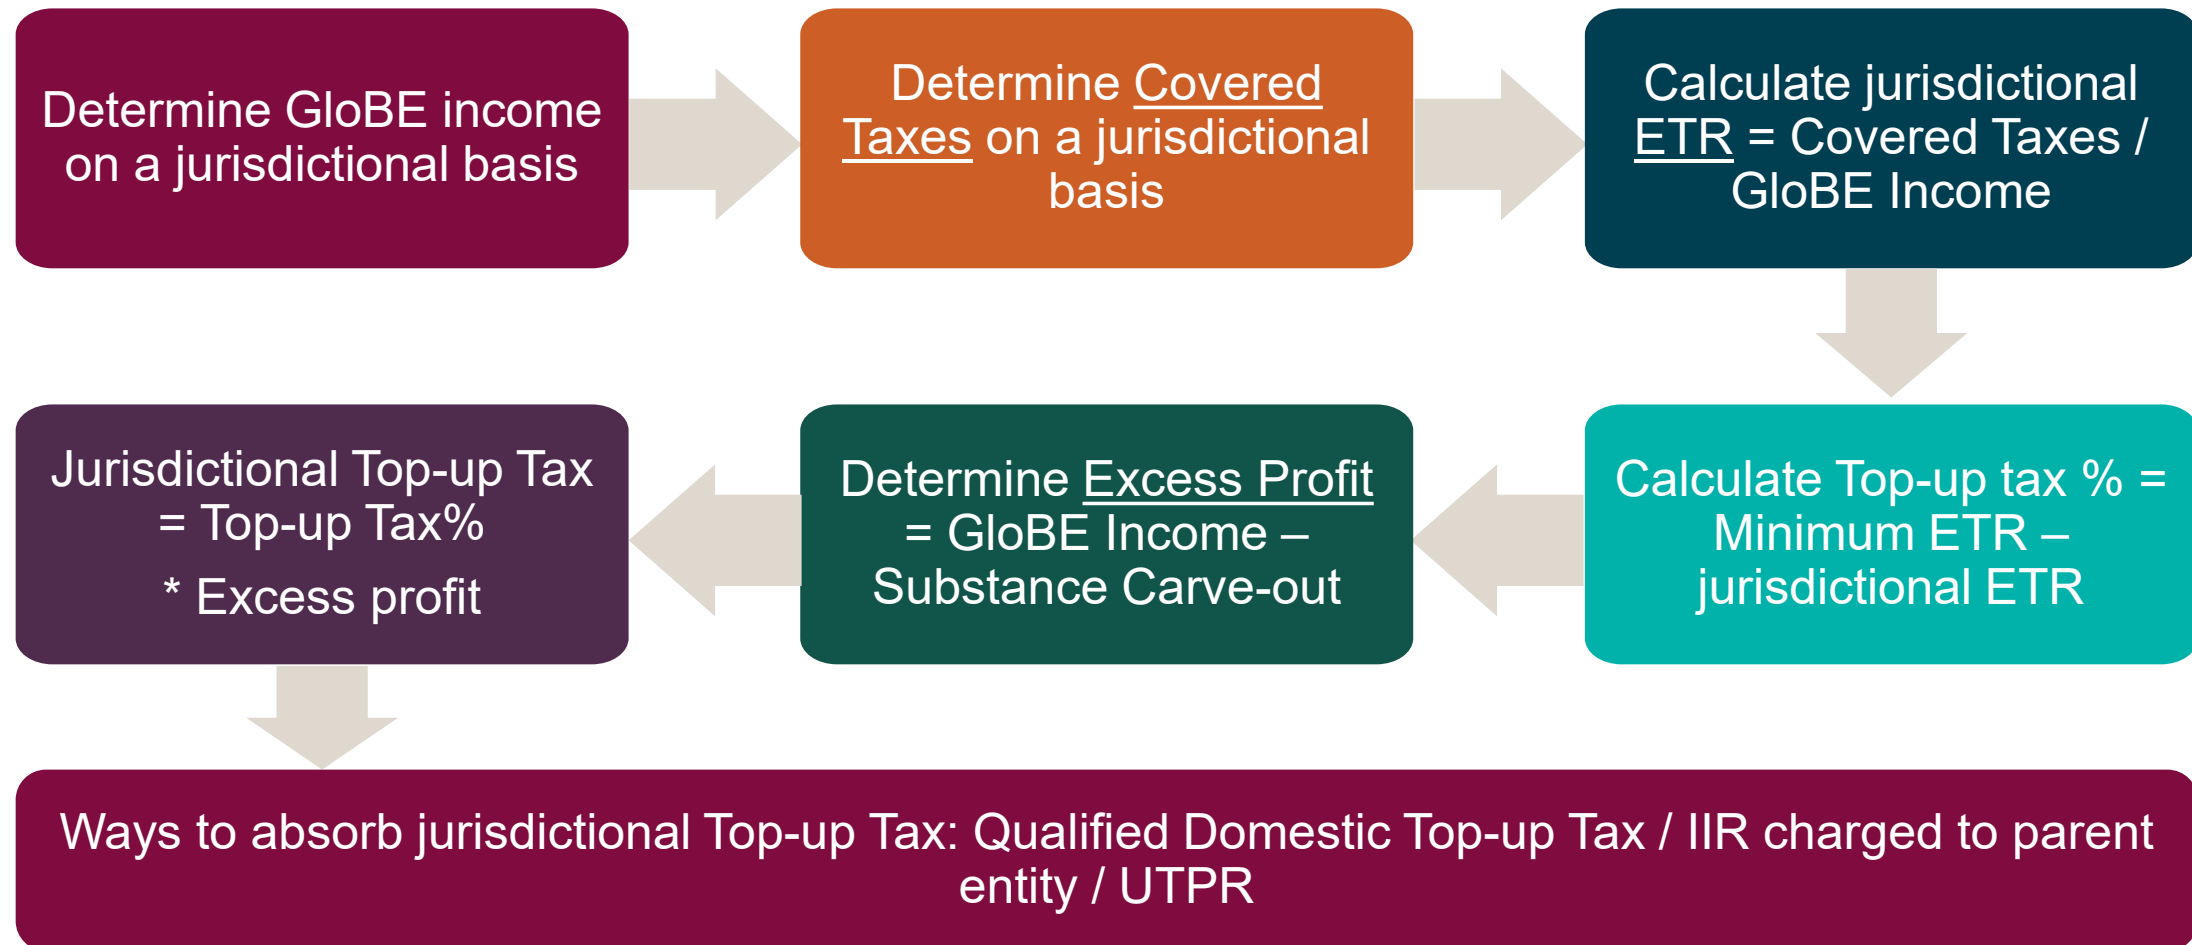 Determine GloBE income
on a jurisdictional basis
Determine Covered
Taxes on a jurisdictional
basis
Calculate jurisdictional
ETR = Covered Taxes /
GloBE Income
Calculate Top-up tax % =
Minimum ETR –
jurisdictional ETR
Determine Excess Profit
= GloBE Income –
Substance Carve-out
Jurisdictional Top-up Tax
= Top-up Tax%
* Excess profit
Ways to absorb jurisdictional Top-up Tax: Qualified Domestic Top-up Tax / IIR charged to parent
entity / UTPR